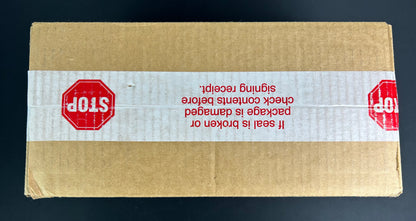 STOP
If seal is broken or
package is damaged
check contents before
signing receipt.
STOP